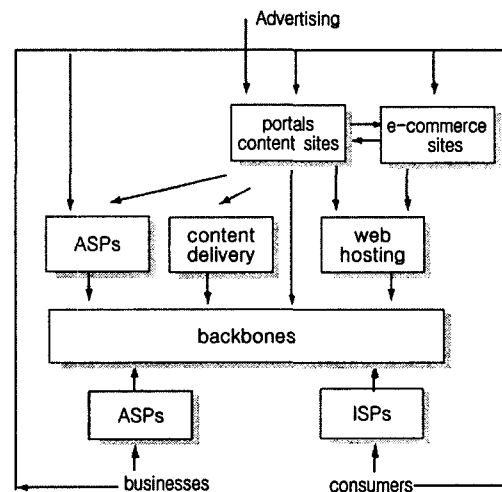 Advertising
portals
content sites
e-commerce
sites
ASPs
content
delivery
web
hosting
backbones
ASPs
ISPs
businesses
consumers